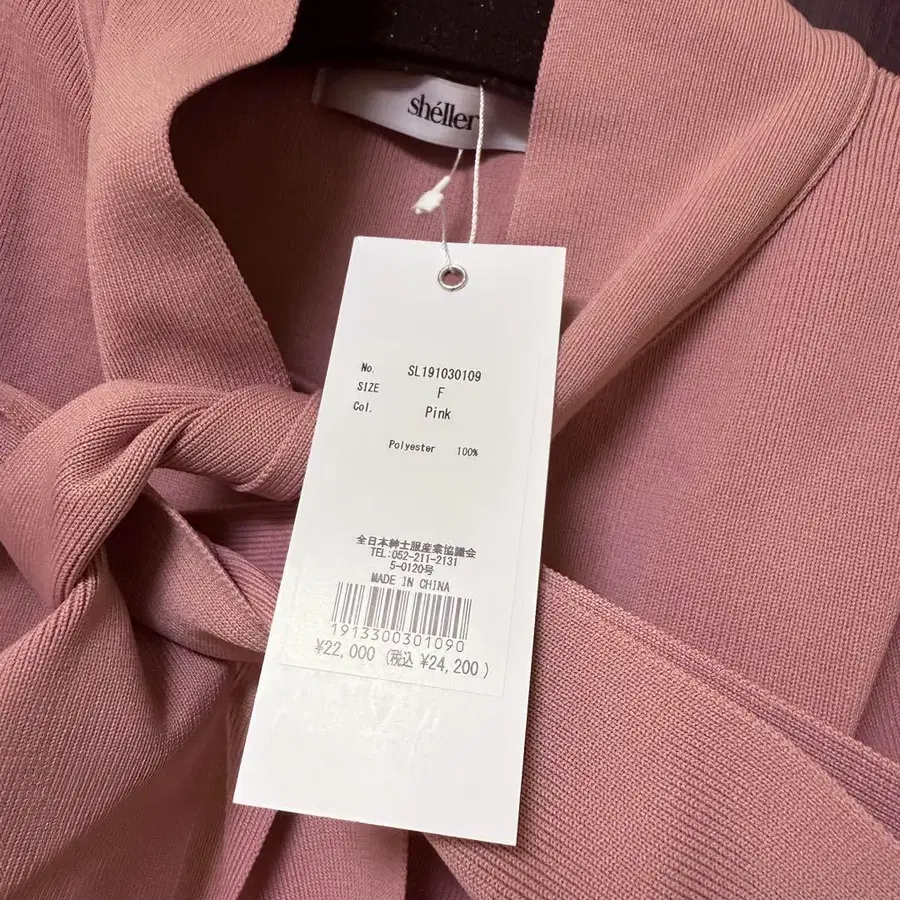 shéller
No. SL191030109
SIZE F
Col. Pink
Polyester 100%
全日本紳士服産業協議会
TEL:052-211-2131
5-0120号
MADE IN CHINA
1913300301090
¥22,000 (税込 ¥24,200)